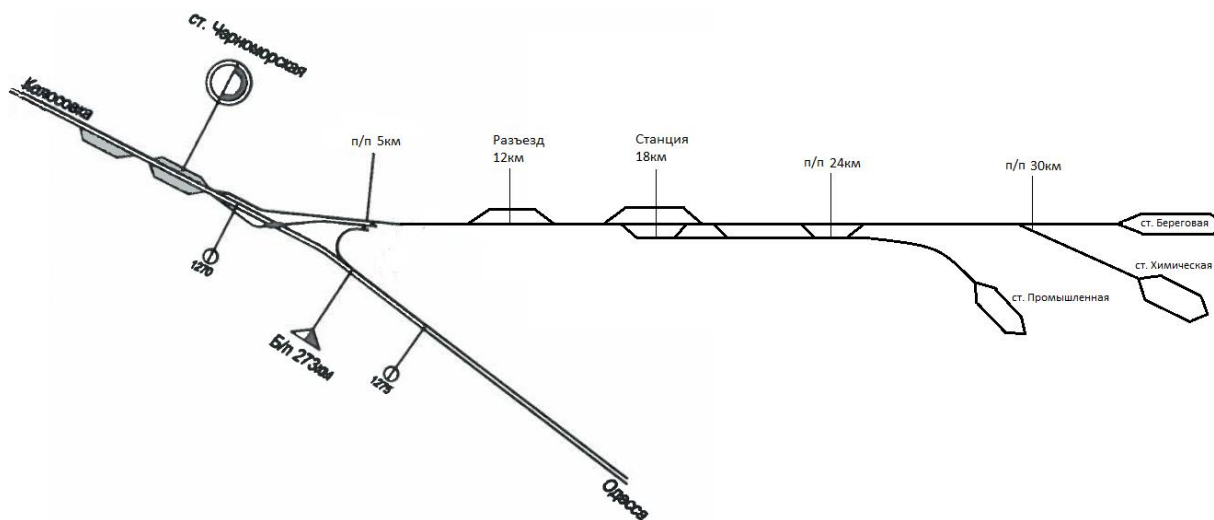 ст. Черноморская
Колосовка
п/п 5км
Разъезд
12км
Станция
18км
п/п 24км
п/п 30км
ст. Береговая
ст. Химическая
ст. Промышленная
1270
Б/п 273км
1275
Одесса